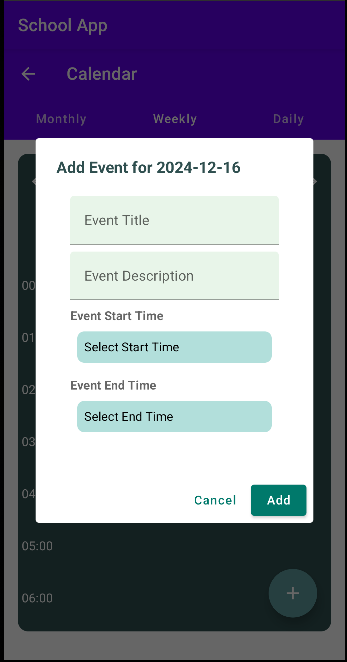 School App
Calendar
Monthly Weekly Daily
Add Event for 2024-12-16
Event Title
Event Description
Event Start Time
Select Start Time
Event End Time
Select End Time
Cancel Add
00
01
02
03
04
05:00
06:00